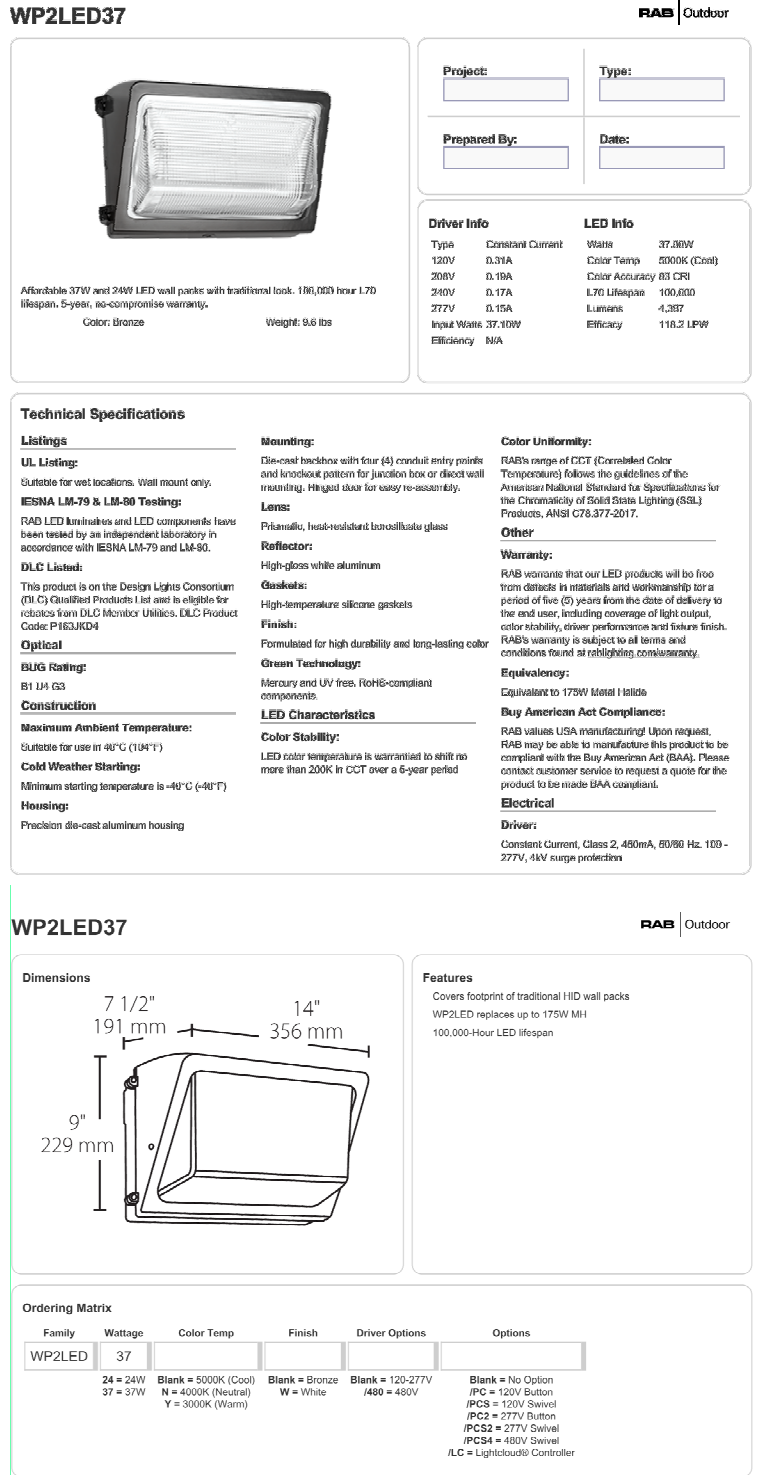 WP2LED37
RAB Outdoor
Project:
Type:
Prepared By:
Date:
Driver Info
Type Constant Current
120V 0.31A
208V 0.19A
240V 0.17A
277V 0.15A
Input Watts 37.10W
Efficiency N/A
LED Info
Watts 37.00W
Color Temp 5000K (Cool)
Color Accuracy 83 CRI
L70 Lifespan 100,000
Lumens 4,387
Efficacy 118.2 LPW
Affordable 37W and 24W LED wall packs with traditional look. 100,000 hour L70
lifespan. 5-year, no-compromise warranty.
Color: Bronze
Weight: 9.6 lbs
Technical Specifications
Listings
UL Listing:
Suitable for wet locations. Wall mount only.
IESNA LM-79 & LM-80 Testing:
RAB LED luminaires and LED components have
been tested by an independent laboratory in
accordance with IESNA LM-79 and LM-80.
DLC Listed:
This product is on the Design Lights Consortium
(DLC) Qualified Products List and is eligible for
rebates from DLC Member Utilities. DLC Product
Code:
Optical
BUG Rating:
B1 U4 G3
Construction
Maximum Ambient Temperature:
Suitable for use in 40°C (104°F)
Cold Weather Starting:
Minimum starting temperature is -40°C (-40°F)
Housing:
Precision die-cast aluminum housing
Mounting:
Die-cast backbox with four (4) conduit entry points
and knockout pattern for junction box or direct wall
mounting. Hinged door for easy re-assembly.
Lens:
Prismatic, heat-resistant borosilicate glass
Reflector:
High-gloss white aluminum
Gaskets:
High-temperature silicone gaskets
Finish:
Formulated for high durability and long-lasting color
Green Technology:
Mercury and UV free. RoHS-compliant
components.
LED Characteristics
Color Stability:
LED color temperature is warrantied to shift no
more than 200K in CCT over a 5-year period
Color Uniformity:
RAB's range of CCT (Correlated Color
Temperature) follows the guidelines of the
American National Standard for Specifications for
the Chromaticity of Solid State Lighting (SSL)
Products, ANSI C78.377-2017.
Other
Warranty:
RAB warrants that our LED products will be free
from defects in materials and workmanship for a
period of five (5) years from the date of delivery to
the end user, including coverage of light output,
color stability, driver performance and fixture finish.
RAB's warranty is subject to all terms and
conditions found at rablighting.com/warranty.
Equivalency:
Equivalent to 175W Metal Halide
Buy American Act Compliance:
RAB values USA manufacturing! Upon request,
RAB may be able to manufacture this product to be
compliant with the Buy American Act (BAA). Please
contact customer service to request a quote for the
product to be made BAA compliant.
Electrical
Driver:
Constant Current, Class 2, 50/60 Hz. 100 -
277V, 4kV surge protection
WP2LED37
RAB Outdoor
Dimensions
7 1/2"
191 mm
14"
356 mm
9"
229 mm
Features
Covers footprint of traditional HID wall packs
WP2LED replaces up to 175W MH
100,000-Hour LED lifespan
Ordering Matrix
Family Wattage Color Temp Finish Driver Options Options
WP2LED 37
24 = 24W Blank = 5000K (Cool) Blank = Bronze Blank = 120-277V Blank = No Option
37 = 37W N = 4000K (Neutral) W = White /480 = 480V /PC = 120V Button
Y = 3000K (Warm) /PCS = 120V Swivel
/PC2 = 277V Button
/PCS2 = 277V Swivel
/PCS4 = 480V Swivel
/LC = Lightcloud® Controller